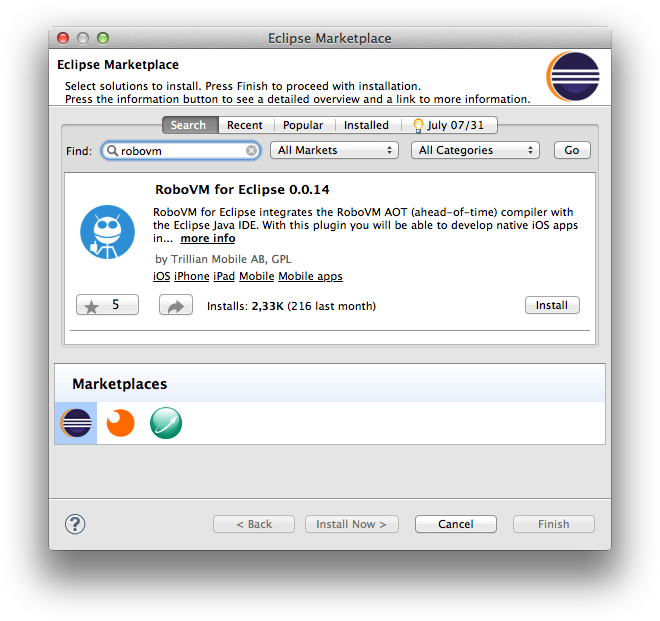 Eclipse Marketplace
Eclipse Marketplace
Select solutions to install. Press Finish to proceed with installation.
Press the information button to see a detailed overview and a link to more information.
Search Recent Popular Installed July 07/31
Find: robovm All Markets All Categories Go
RoboVM for Eclipse 0.0.14
RoboVM for Eclipse integrates the RoboVM AOT (ahead-of-time) compiler with
the Eclipse Java IDE. With this plugin you will be able to develop native iOS apps
in... more info
by Trillian Mobile AB, GPL
iOS iPhone iPad Mobile Mobile apps
5 Installs: 2,33K (216 last month) Install
Marketplaces
? < Back Install Now > Cancel Finish